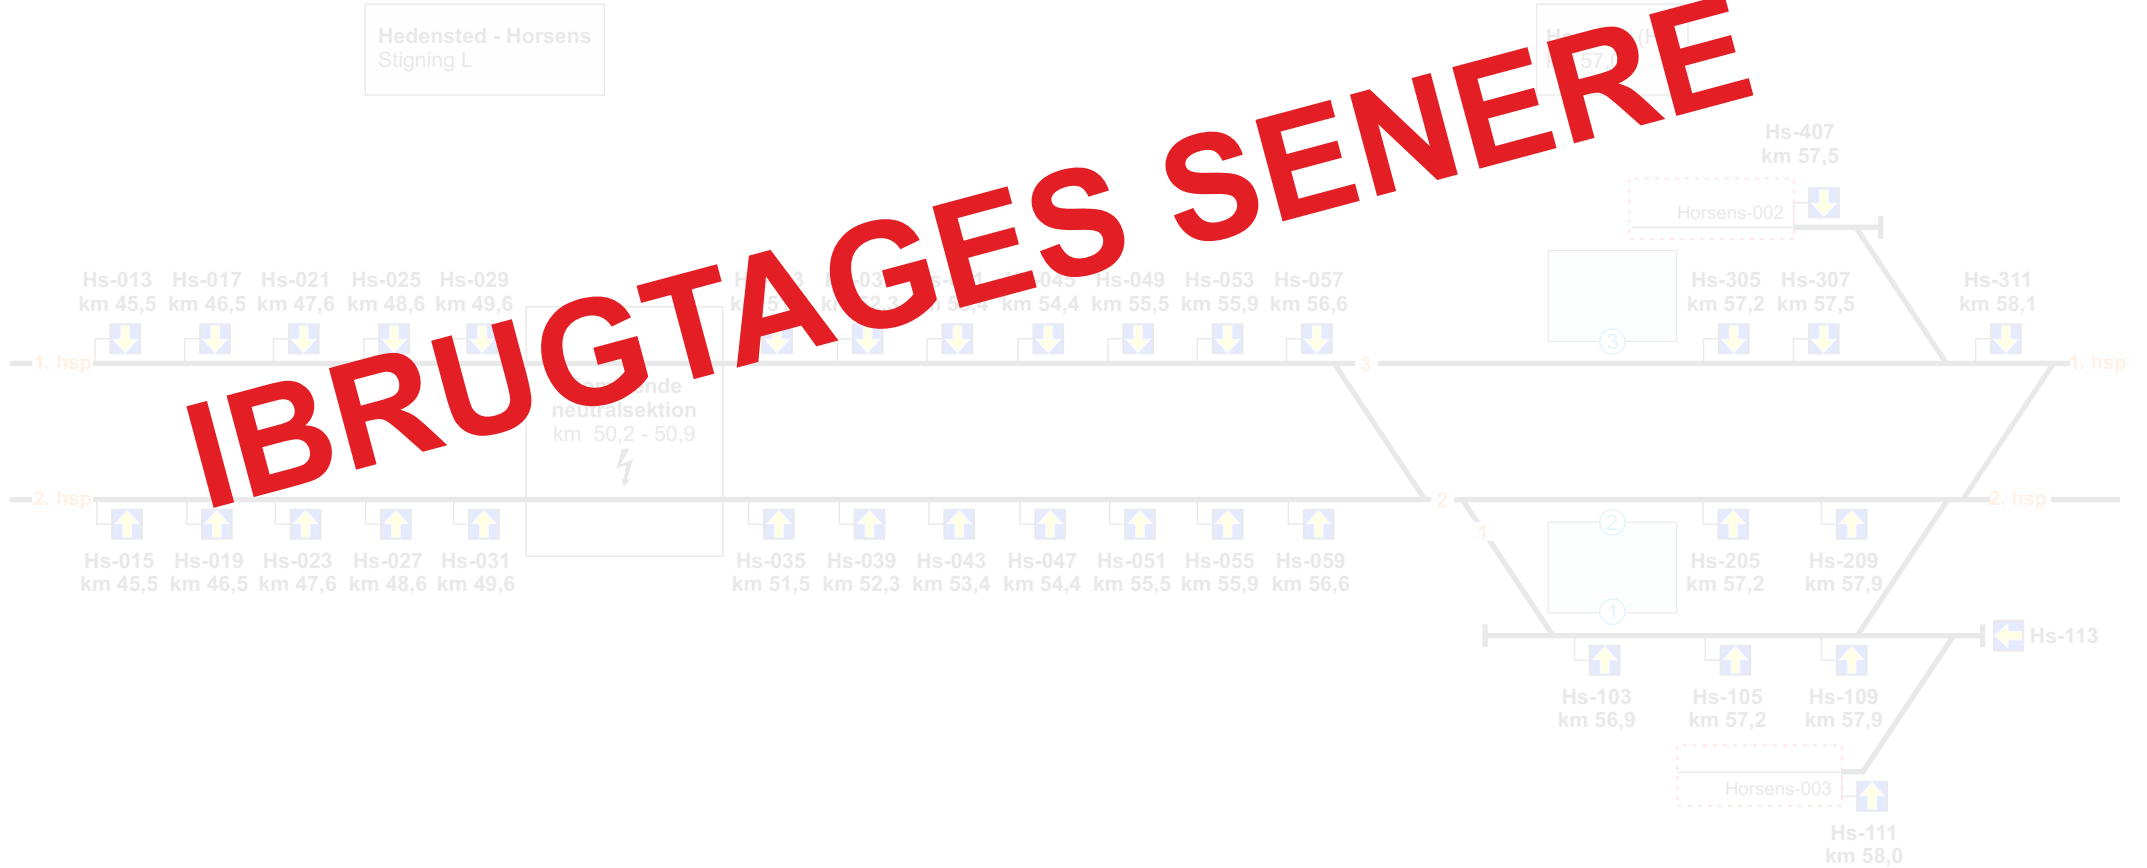 Hedensted - Horsens
Stigning L
IBRUGTAGES SENERE
Hs-407
km 57,5
Horsens-002
Hs-013 Hs-017 Hs-021 Hs-025 Hs-029
km 45,5 km 46,5 km 47,6 km 48,6 km 49,6
Hs-049 Hs-053 Hs-057
km 55,5 km 55,9 km 56,6
Hs-305 Hs-307 Hs-311
km 57,2 km 57,5 km 58,1
3
1. hsp 3 1. hsp
neutralsektion
km 50,2 - 50,9
2. hsp 2 2. hsp
2
1
Hs-015 Hs-019 Hs-023 Hs-027 Hs-031 Hs-035 Hs-039 Hs-043 Hs-047 Hs-051 Hs-055 Hs-059 Hs-205 Hs-209
km 45,5 km 46,5 km 47,6 km 48,6 km 49,6 km 51,5 km 52,3 km 53,4 km 54,4 km 55,5 km 55,9 km 56,6 km 57,2 km 57,9
1
Hs-113
Hs-103 Hs-105 Hs-109
km 56,9 km 57,2 km 57,9
Horsens-003
Hs-111
km 58,0